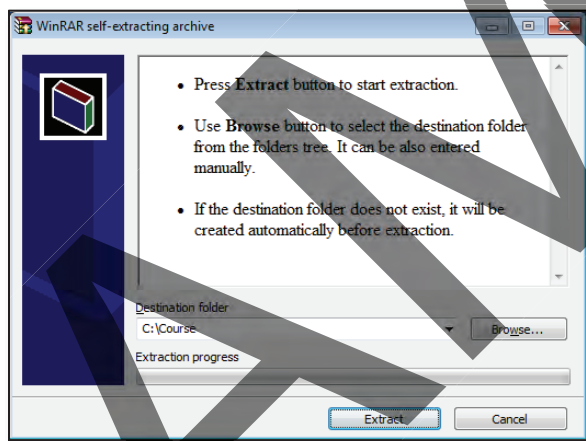 WinRAR self-extracting archive
• Press Extract button to start extraction.
• Use Browse button to select the destination folder
from the folders tree. It can be also entered
manually.
• If the destination folder does not exist, it will be
created automatically before extraction.
Destination folder
C:\Course
Browse...
Extraction progress
Extract
Cancel